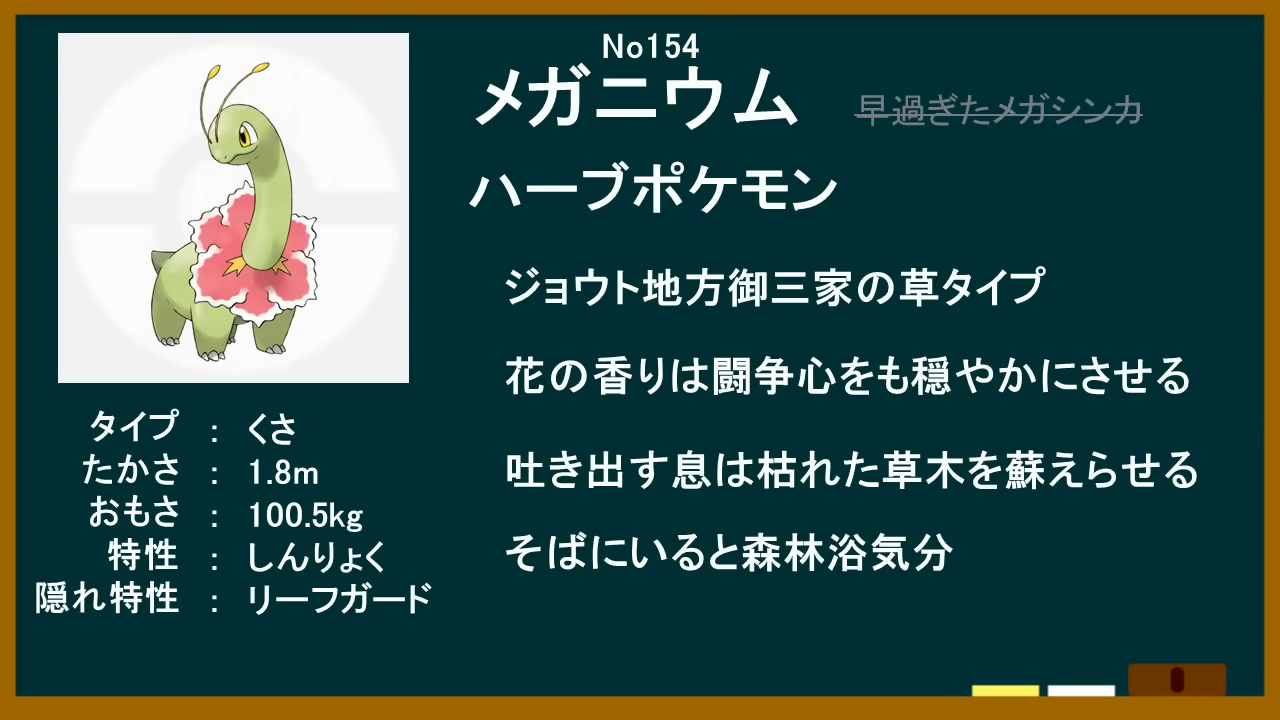 No154
メガニウム
早過ぎたメガシンカ
ハーブポケモン
ジョウト地方御三家の草タイプ
花の香りは闘争心をも穏やかにさせる
吐き出す息は枯れた草木を蘇えらせる
そばにいると森林浴気分
タイプ : くさ
たかさ : 1.8m
おもさ : 100.5kg
特性 : しんりょく
隠れ特性 : リーフガード